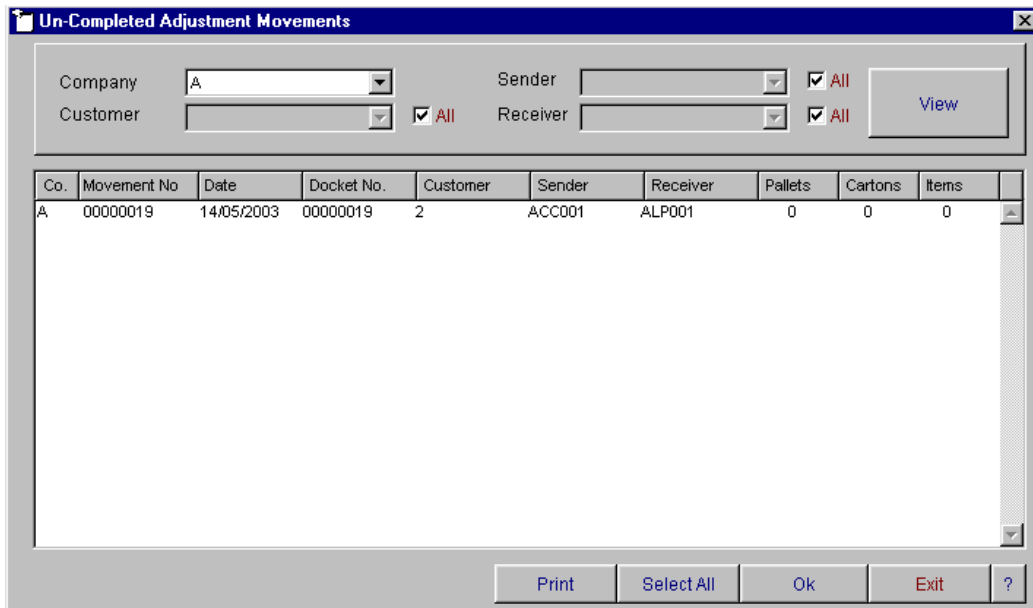 Un-Completed Adjustment Movements
Company A Sender All
Customer All Receiver All View
Co. Movement No Date Docket No. Customer Sender Receiver Pallets Cartons Items
A 00000019 14/05/2003 00000019 2 ACC001 ALP001 0 0 0
Print Select All Ok Exit ?